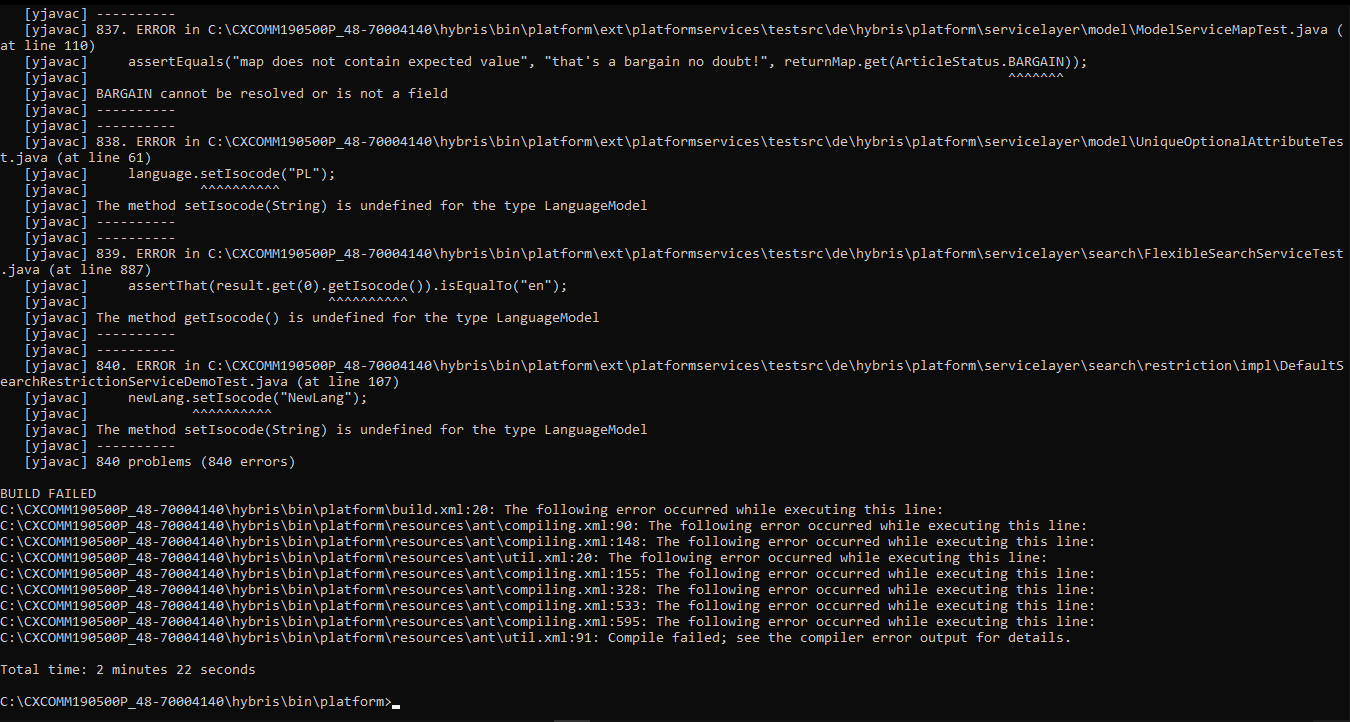 [yjavac] ----------
[yjavac] 837. ERROR in C:\CXCOMM190500P_48-70004140\hybris\bin\platform\ext\platformservices\testsrc\de\hybris\platform\servicelayer\model\ModelServiceMapTest.java (
at line 110)
[yjavac]     assertEquals("map does not contain expected value", "that's a bargain no doubt!", returnMap.get(ArticleStatus.BARGAIN));
[yjavac]                                                                                                                   ^^^^^^^
[yjavac] BARGAIN cannot be resolved or is not a field
[yjavac] ----------
[yjavac] ----------
[yjavac] 838. ERROR in C:\CXCOMM190500P_48-70004140\hybris\bin\platform\ext\platformservices\testsrc\de\hybris\platform\servicelayer\model\UniqueOptionalAttributeTes
t.java (at line 61)
[yjavac]     language.setIsocode("PL");
[yjavac]              ^^^^^^^^^^
[yjavac] The method setIsocode(String) is undefined for the type LanguageModel
[yjavac] ----------
[yjavac] ----------
[yjavac] 839. ERROR in C:\CXCOMM190500P_48-70004140\hybris\bin\platform\ext\platformservices\testsrc\de\hybris\platform\servicelayer\search\FlexibleSearchServiceTest
.java (at line 887)
[yjavac]     assertThat(result.get(0).getIsocode()).isEqualTo("en");
[yjavac]                              ^^^^^^^^^^
[yjavac] The method getIsocode() is undefined for the type LanguageModel
[yjavac] ----------
[yjavac] ----------
[yjavac] 840. ERROR in C:\CXCOMM190500P_48-70004140\hybris\bin\platform\ext\platformservices\testsrc\de\hybris\platform\servicelayer\search\restriction\impl\DefaultS
earchRestrictionServiceDemoTest.java (at line 107)
[yjavac]     newLang.setIsocode("NewLang");
[yjavac]             ^^^^^^^^^^
[yjavac] The method setIsocode(String) is undefined for the type LanguageModel
[yjavac] ----------
[yjavac] 840 problems (840 errors)
BUILD FAILED
C:\CXCOMM190500P_48-70004140\hybris\bin\platform\build.xml:20: The following error occurred while executing this line:
C:\CXCOMM190500P_48-70004140\hybris\bin\platform\resources\ant\compiling.xml:90: The following error occurred while executing this line:
C:\CXCOMM190500P_48-70004140\hybris\bin\platform\resources\ant\compiling.xml:148: The following error occurred while executing this line:
C:\CXCOMM190500P_48-70004140\hybris\bin\platform\resources\ant\util.xml:20: The following error occurred while executing this line:
C:\CXCOMM190500P_48-70004140\hybris\bin\platform\resources\ant\compiling.xml:155: The following error occurred while executing this line:
C:\CXCOMM190500P_48-70004140\hybris\bin\platform\resources\ant\compiling.xml:328: The following error occurred while executing this line:
C:\CXCOMM190500P_48-70004140\hybris\bin\platform\resources\ant\compiling.xml:533: The following error occurred while executing this line:
C:\CXCOMM190500P_48-70004140\hybris\bin\platform\resources\ant\compiling.xml:595: The following error occurred while executing this line:
C:\CXCOMM190500P_48-70004140\hybris\bin\platform\resources\ant\util.xml:91: Compile failed; see the compiler error output for details.
Total time: 2 minutes 22 seconds
C:\CXCOMM190500P_48-70004140\hybris\bin\platform>